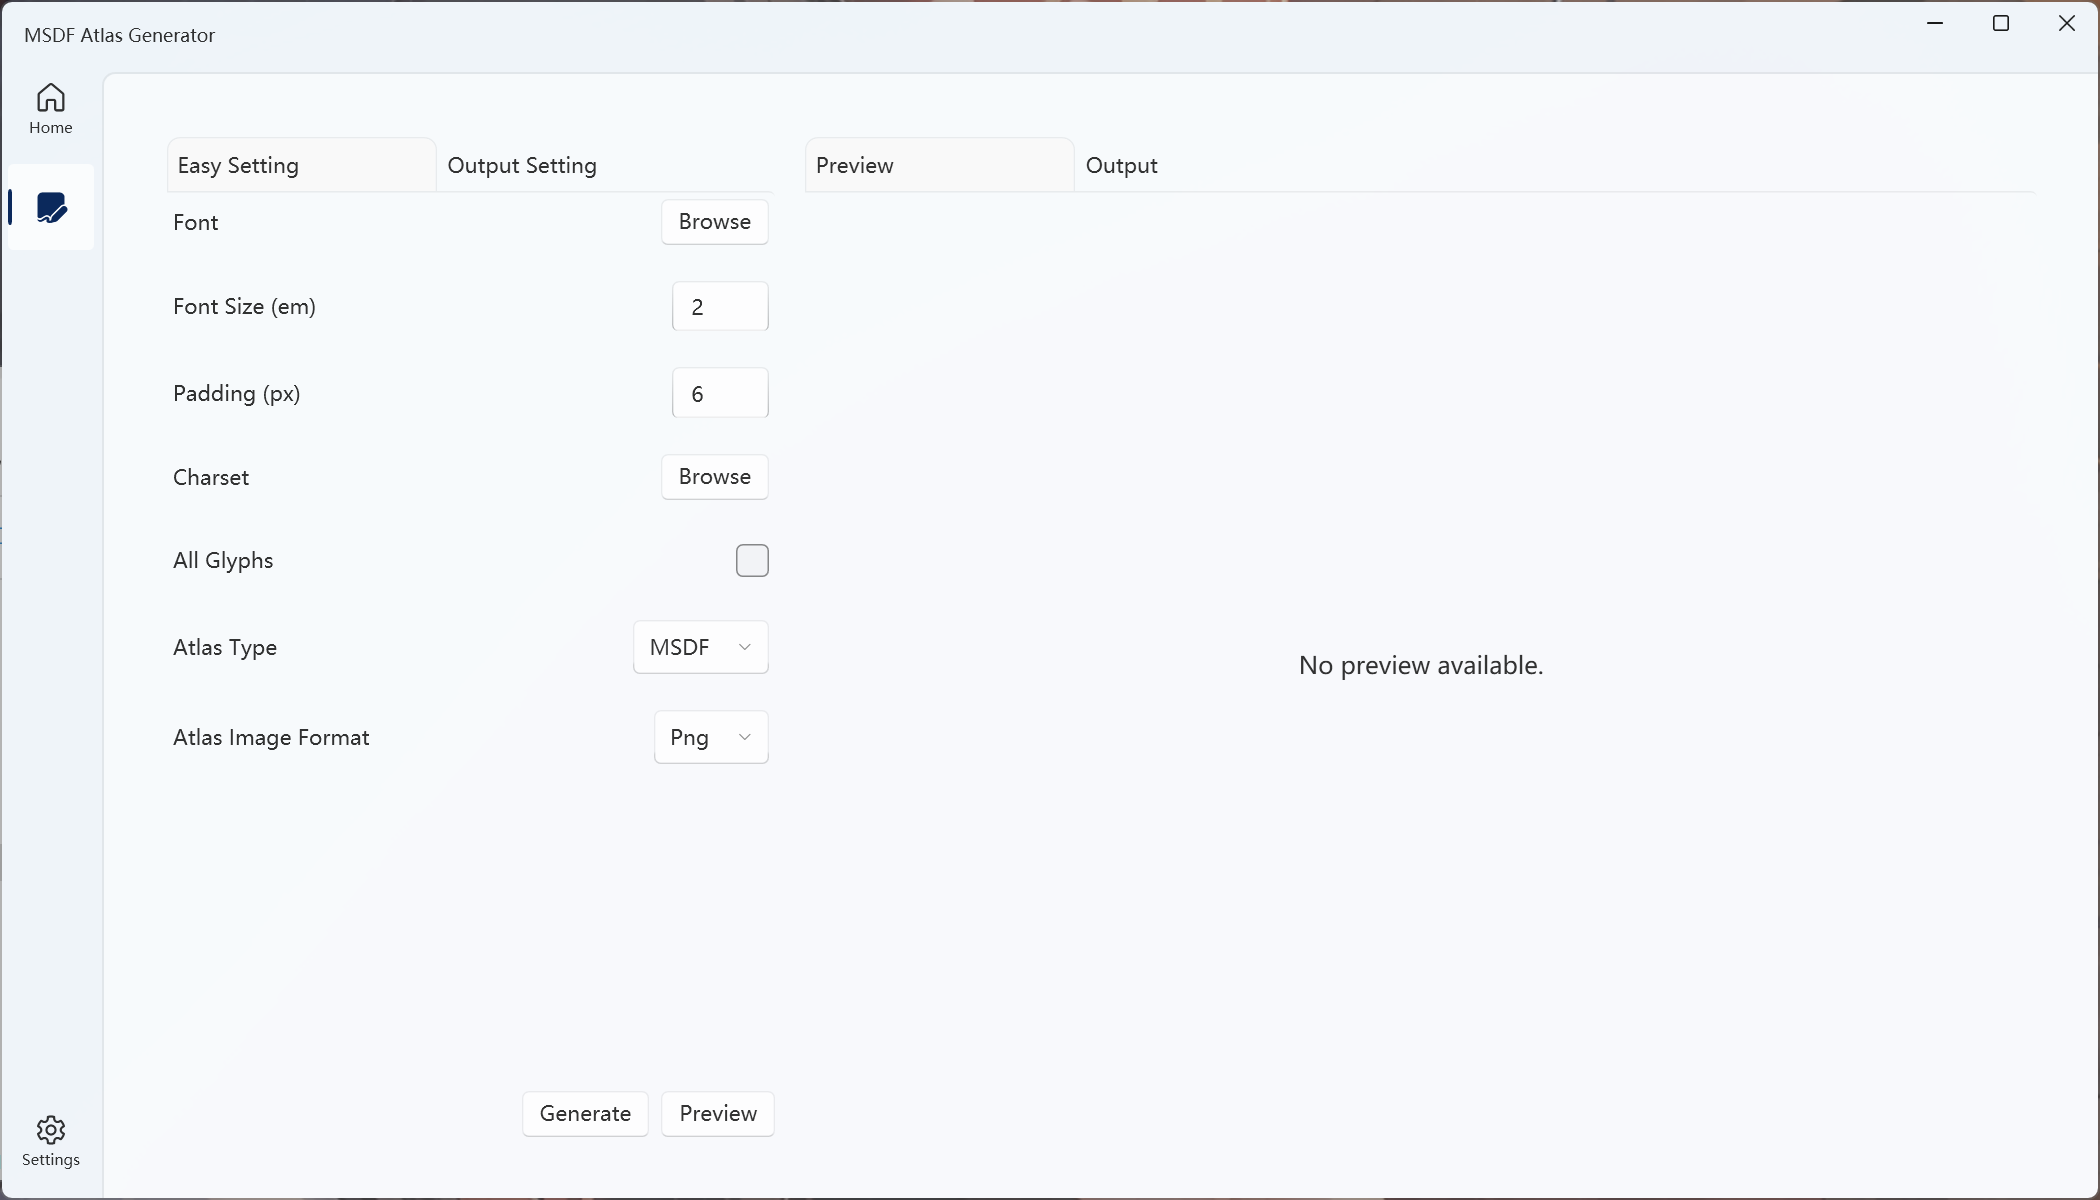 MSDF Atlas Generator
Home
Easy Setting
Output Setting
Preview
Output
Font
Browse
Font Size (em)
2
Padding (px)
6
Charset
Browse
All Glyphs
Atlas Type
MSDF
No preview available.
Atlas Image Format
Png
Generate
Preview
Settings